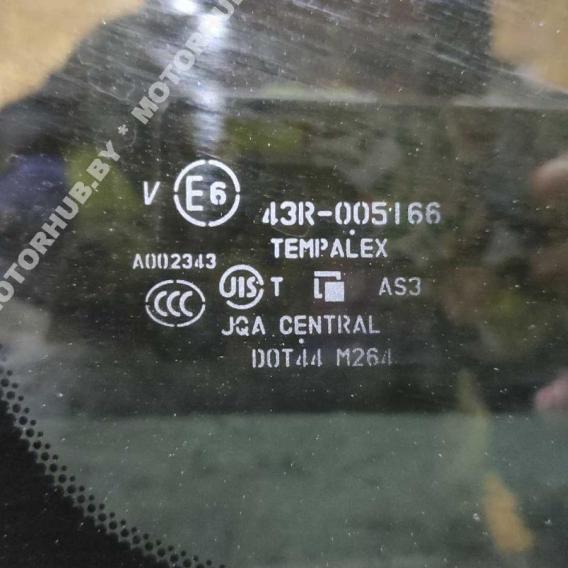 MOTORHUB.BY * MOTORHUB
V E6 43R-005166
TEMPALEX
A002343
CCC JIS T AS3
JQA CENTRAL
DOT44 M264